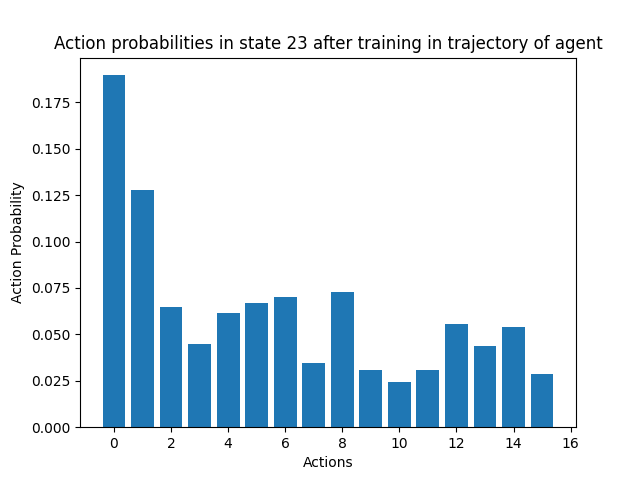 Action probabilities in state 23 after training in trajectory of agent
0.175
0.150
0.125
0.100
0.075
0.050
0.025
0.000
Action Probability
0 2 4 6 8 10 12 14 16
Actions